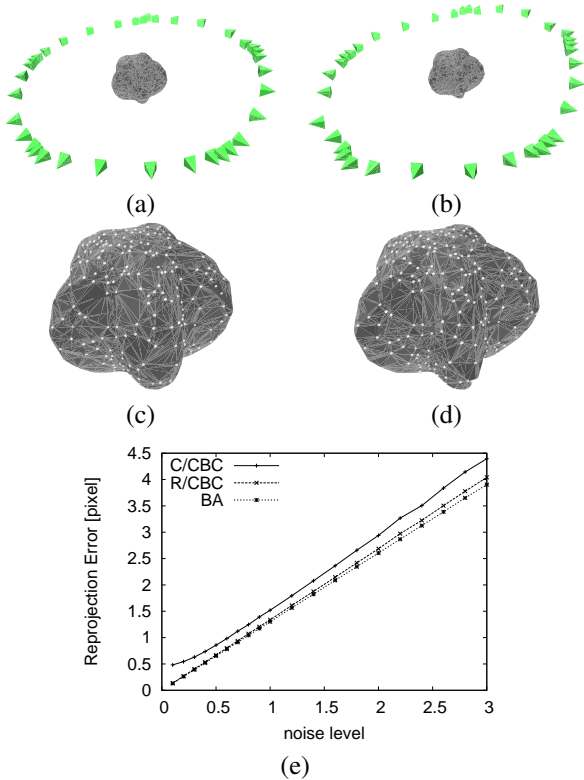 (a) (b)
(c) (d)
Reprojection Error [pixel]
4.5
4
3.5
3
2.5
2
1.5
1
0.5
0
C/CBC
R/CBC
BA
0 0.5 1 1.5 2.0 2.5 3
noise level
(e)